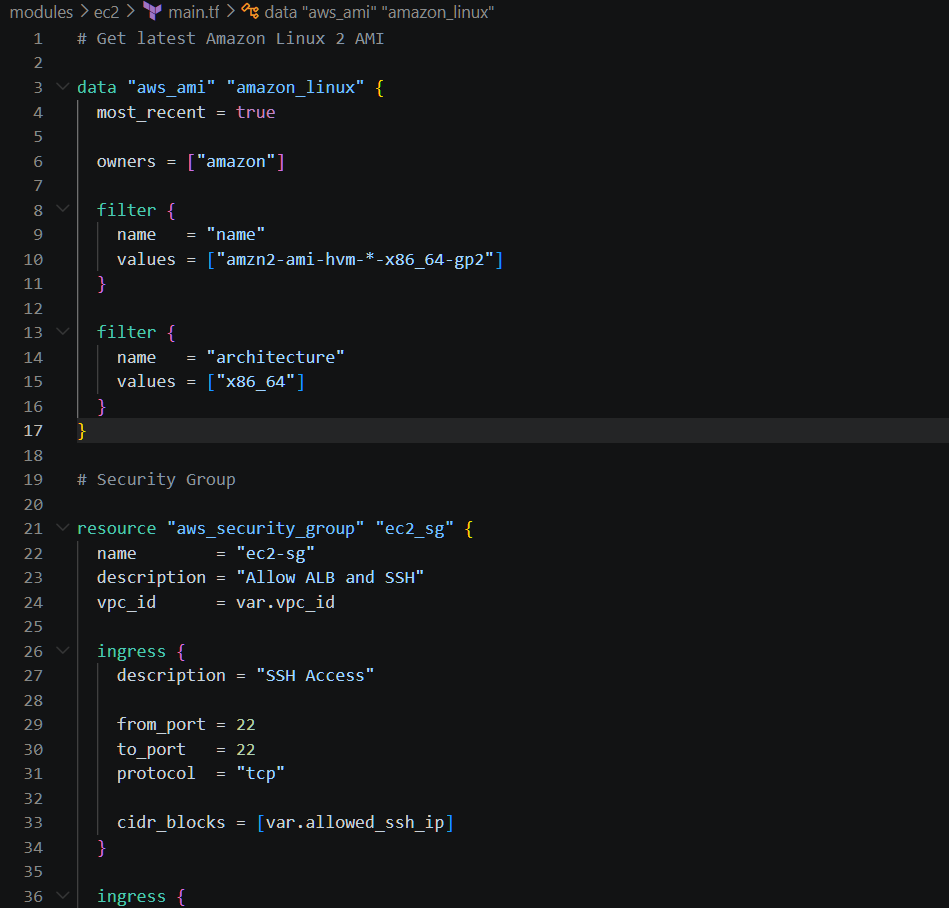 modules > ec2 > main.tf > data "aws_ami" "amazon_linux"
1 # Get latest Amazon Linux 2 AMI
2
3 data "aws_ami" "amazon_linux" {
4   most_recent = true
5
6   owners = ["amazon"]
7
8   filter {
9     name   = "name"
10     values = ["amzn2-ami-hvm-*-x86_64-gp2"]
11   }
12
13   filter {
14     name   = "architecture"
15     values = ["x86_64"]
16   }
17 }
18
19 # Security Group
20
21 resource "aws_security_group" "ec2_sg" {
22   name        = "ec2-sg"
23   description = "Allow ALB and SSH"
24   vpc_id      = var.vpc_id
25
26   ingress {
27     description = "SSH Access"
28
29     from_port = 22
30     to_port   = 22
31     protocol  = "tcp"
32
33     cidr_blocks = [var.allowed_ssh_ip]
34   }
35
36   ingress {